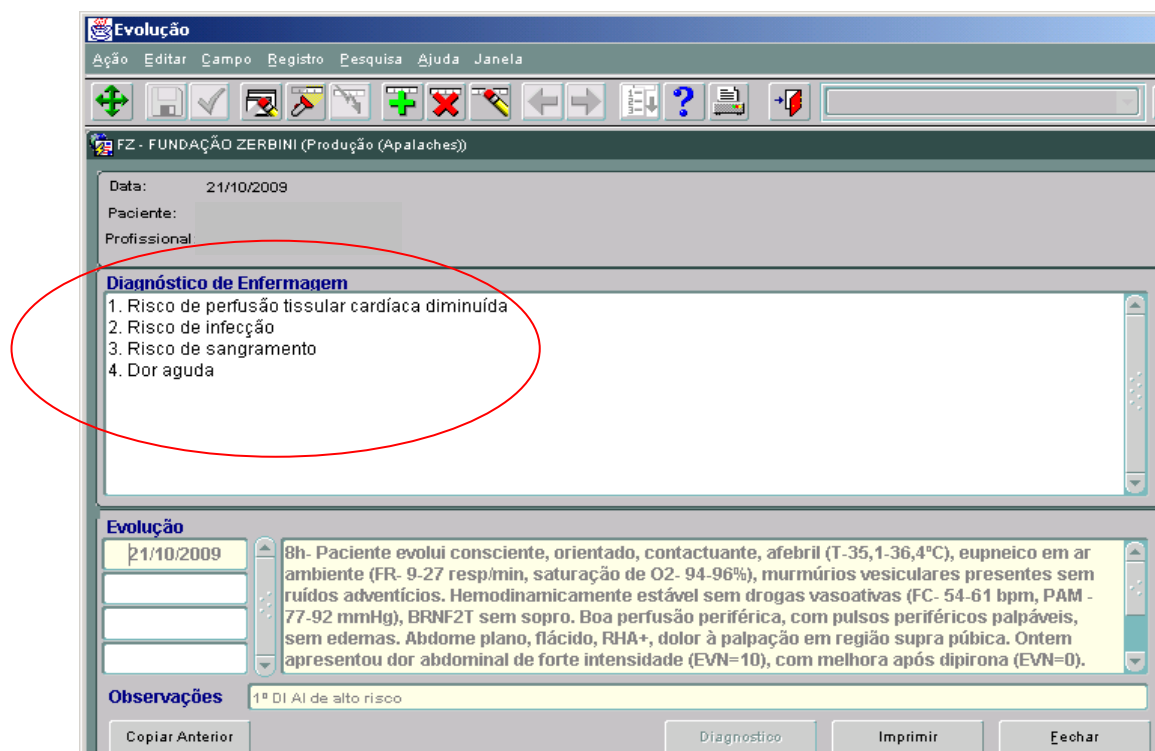 Evolução
Ação Editar Campo Registro Pesquisa Ajuda Janela
FZ - FUNDAÇÃO ZERBINI (Produção (Apalaches))
Data: 21/10/2009
Paciente:
Profissional
Diagnóstico de Enfermagem
1. Risco de perfusão tissular cardíaca diminuída
2. Risco de infecção
3. Risco de sangramento
4. Dor aguda
Evolução
21/10/2009
8h- Paciente evolui consciente, orientado, contactuante, afebril (T-35,1-36,4ºC), eupneico em ar
ambiente (FR- 9-27 resp/min, saturação de O2- 94-96%), murmúrios vesiculares presentes sem
ruídos adventícios. Hemodinamicamente estável sem drogas vasoativas (FC- 54-61 bpm, PAM -
77-92 mmHg), BRNF2T sem sopro. Boa perfusão periférica, com pulsos periféricos palpáveis,
sem edemas. Abdome plano, flácido, RHA+, dolor à palpação em região supra púbica. Ontem
apresentou dor abdominal de forte intensidade (EVN=10), com melhora após dipirona (EVN=0).
Observações 1º DI AI de alto risco
Copiar Anterior Diagnostico Imprimir Fechar